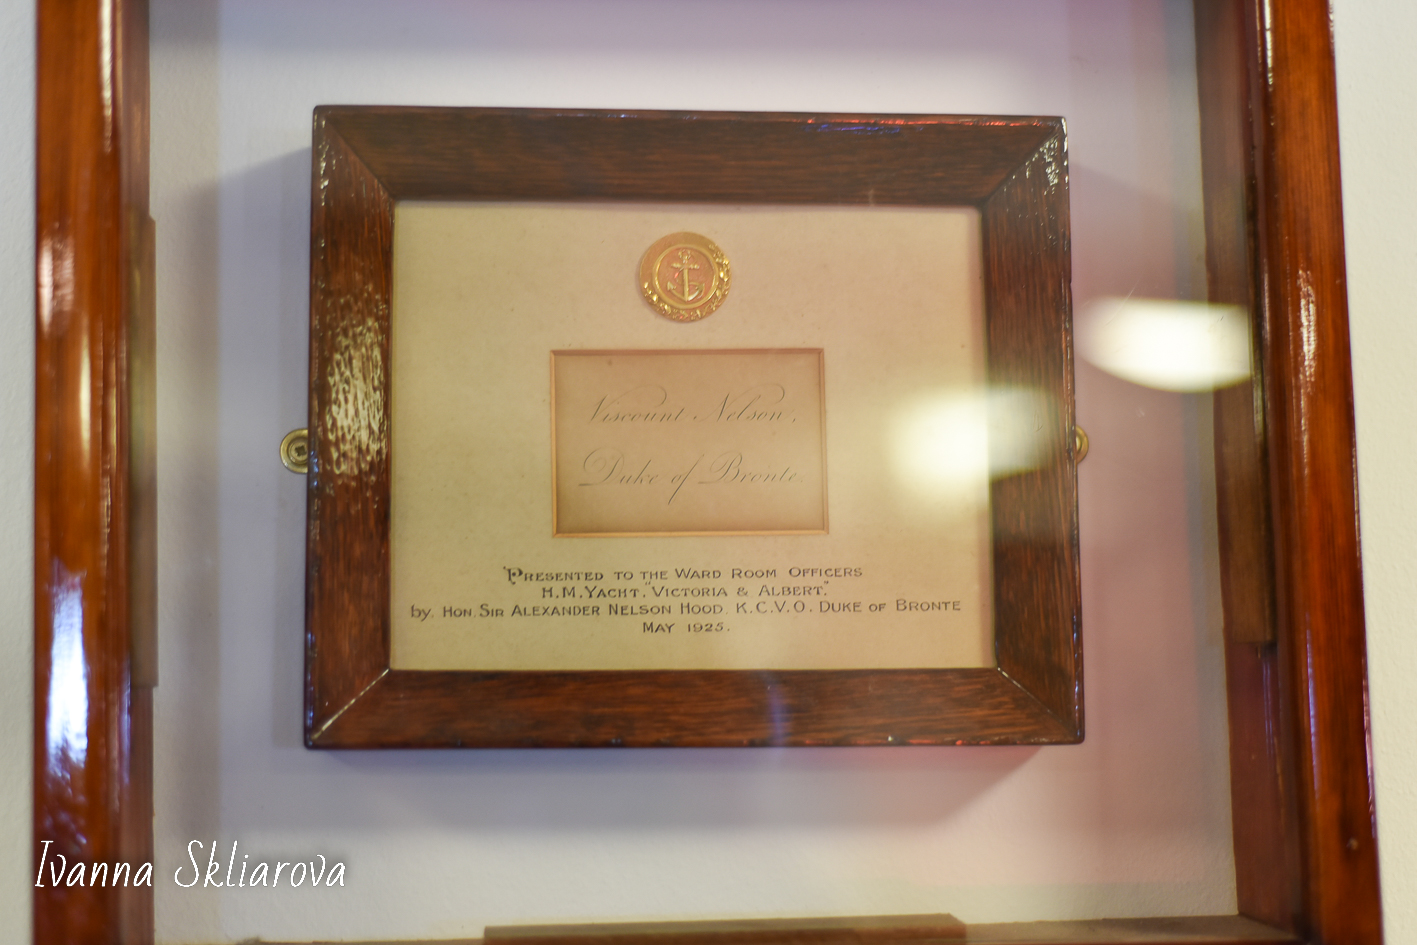 Viscount Nelson,
Duke of Bronte.
PRESENTED TO THE WARD ROOM OFFICERS
H.M. YACHT. "VICTORIA & ALBERT."
by. HON. SIR ALEXANDER NELSON HOOD. K.C.V.O. DUKE OF BRONTE
MAY 1925.
Ivanna Skliarova